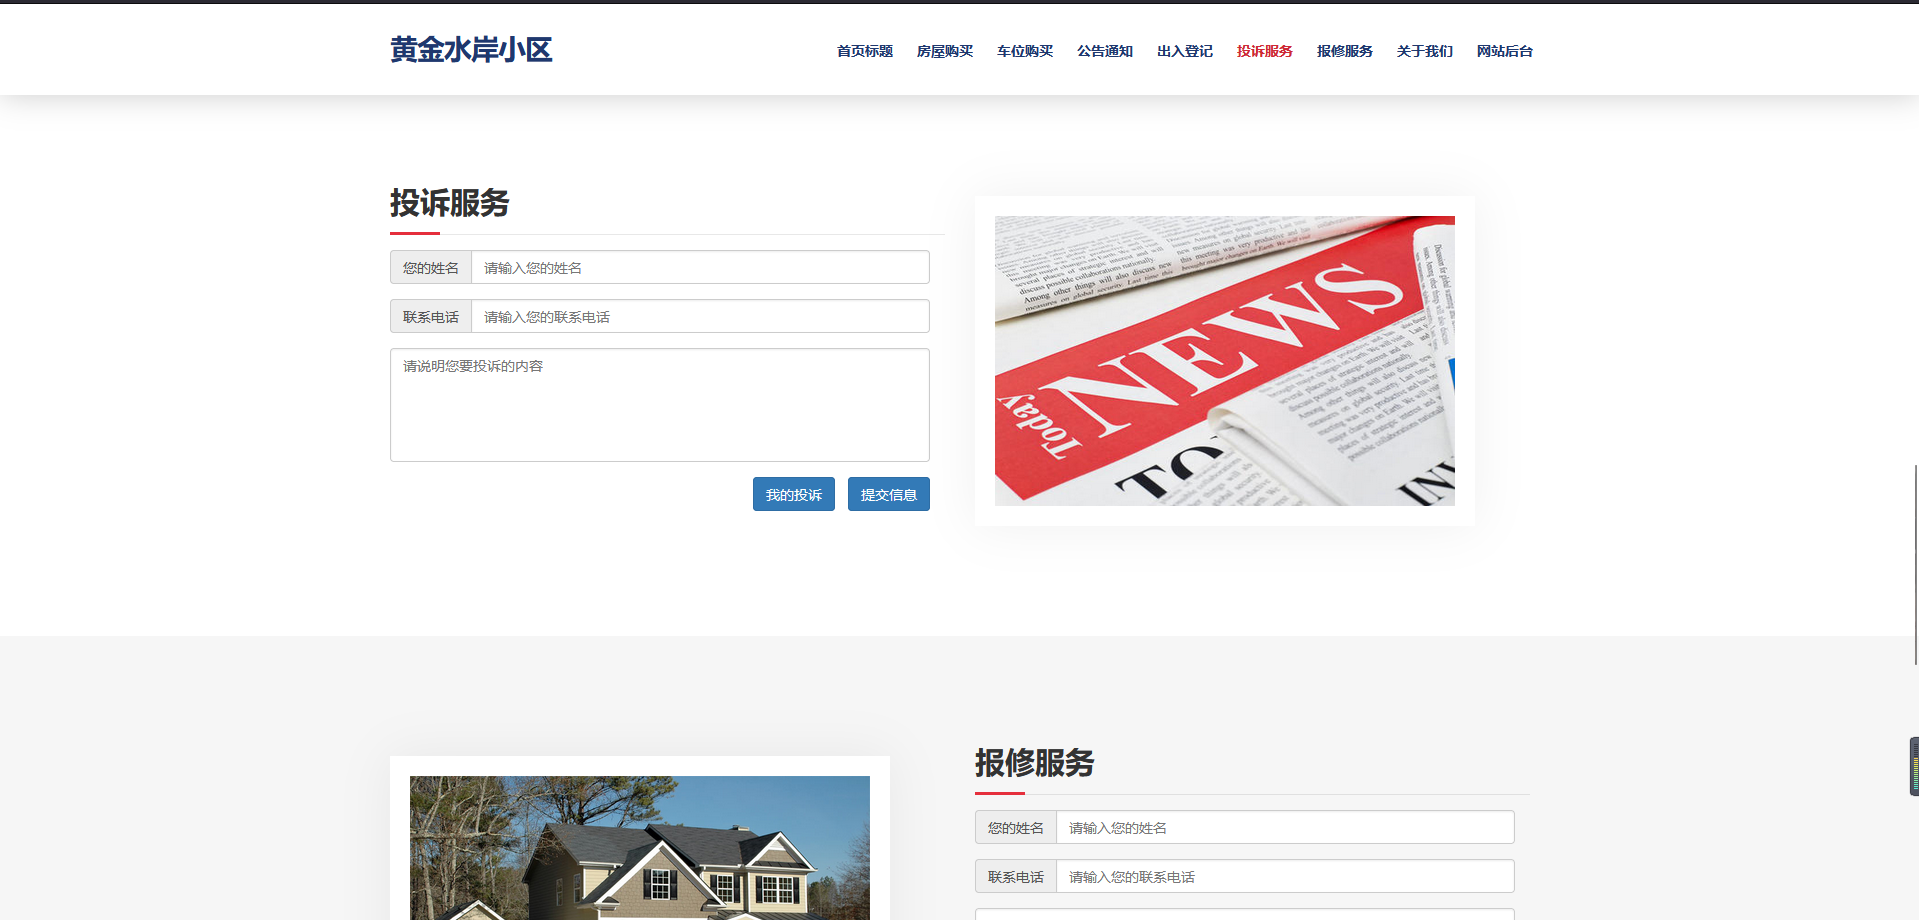 黄金水岸小区
首页标题 房屋购买 车位购买 公告通知 出入登记 投诉服务 报修服务 关于我们 网站后台
投诉服务
您的姓名 请输入您的姓名
联系电话 请输入您的联系电话
请说明您要投诉的内容
我的投诉 提交信息
NEWS
Today
报修服务
您的姓名 请输入您的姓名
联系电话 请输入您的联系电话